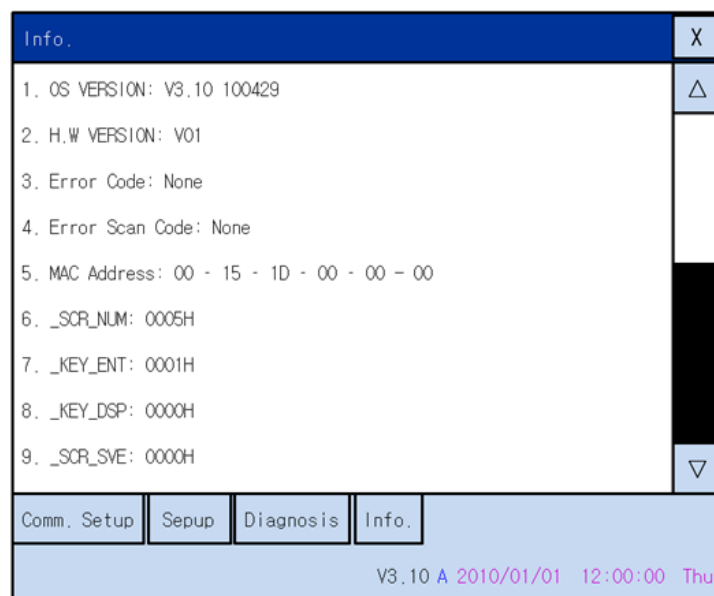 Info. X
1. OS VERSION: V3.10 100429 △
2. H.W VERSION: V01
3. Error Code: None
4. Error Scan Code: None
5. MAC Address: 00 - 15 - 1D - 00 - 00 - 00
6. _SCR_NUM: 0005H
7. _KEY_ENT: 0001H
8. _KEY_DSP: 0000H
9. _SCR_SVE: 0000H ▽
Comm. Setup Sepup Diagnosis Info.
V3.10 A 2010/01/01 12:00:00 Thu